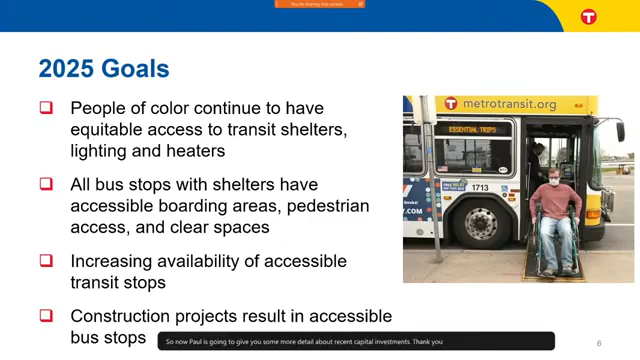 You're sharing this screen
T
2025 Goals
People of color continue to have
equitable access to transit shelters,
lighting and heaters
All bus stops with shelters have
accessible boarding areas, pedestrian
access, and clear spaces
Increasing availability of accessible
transit stops
Construction projects result in accessible
bus stops
T metrotransit.org
ESSENTIAL TRIPS
1713
So now Paul is going to give you some more detail about recent capital investments. Thank you
6